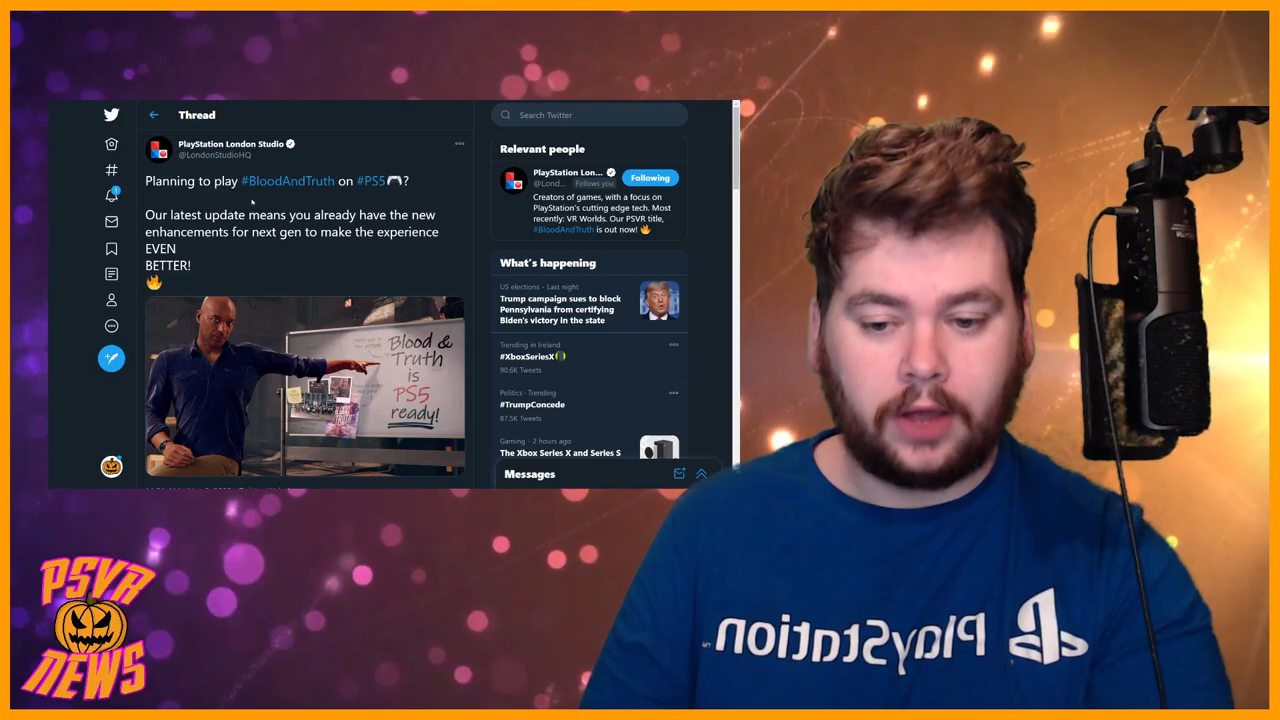 Thread
PlayStation London Studio
@LondonStudioHQ
Planning to play #BloodAndTruth on #PS5🎮?
Our latest update means you already have the new
enhancements for next gen to make the experience
EVEN
BETTER!
🔥
Blood &
Truth
is
PS5
ready!
Search Twitter
Relevant people
PlayStation Lon...
@Lond... Follows you
Following
Creators of games, with a focus on
PlayStation's cutting edge tech. Most
recently: VR Worlds. Our PSVR title,
#BloodAndTruth is out now! 🔥
What's happening
US elections · Last night
Trump campaign sues to block
Pennsylvania from certifying
Biden's victory in the state
Trending in Ireland
#XboxSeriesX
90.6K Tweets
Politics · Trending
#TrumpConcede
87.5K Tweets
Gaming · 2 hours ago
The Xbox Series X and Series S
Messages
1
PlayStation
PSVR
NEWS